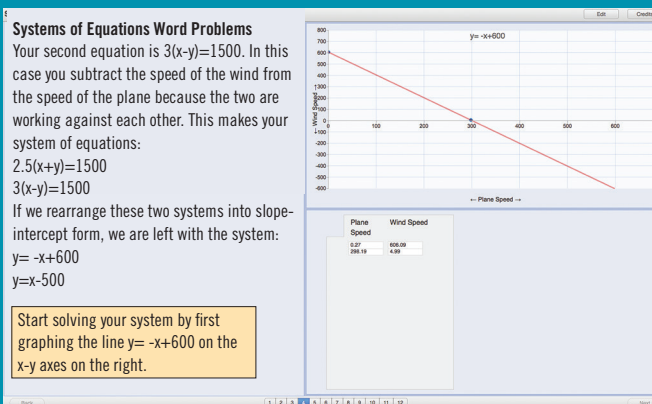 Systems of Equations Word Problems
Your second equation is 3(x-y)=1500. In this
case you subtract the speed of the wind from
the speed of the plane because the two are
working against each other. This makes your
system of equations:
2.5(x+y)=1500
3(x-y)=1500
If we rearrange these two systems into slope-
intercept form, we are left with the system:
y= -x+600
y=x-500
Start solving your system by first
graphing the line y= -x+600 on the
x-y axes on the right.
Edit Credits
y= -x+600
800
700
600
500
400
300
200
100
0
-100
-200
-300
-400
-500
-600
← Wind Speed →
0 100 200 300 400 500 600
← Plane Speed →
Plane Speed Wind Speed
0.27 606.09
298.19 4.99
Back 1 2 3 4 5 6 7 8 9 10 11 12 Next